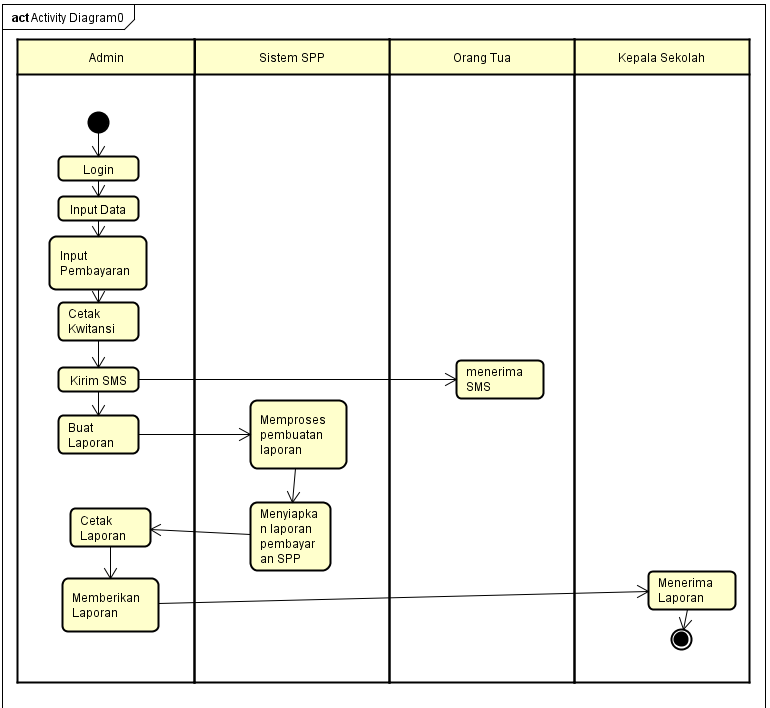 act Activity Diagram0
Admin
Sistem SPP
Orang Tua
Kepala Sekolah
Login
Input Data
Input
Pembayaran
Cetak
Kwitansi
Kirim SMS
menerima
SMS
Buat
Laporan
Memproses
pembuatan
laporan
Menyiapka
n laporan
pembayar
an SPP
Cetak
Laporan
Memberikan
Laporan
Menerima
Laporan